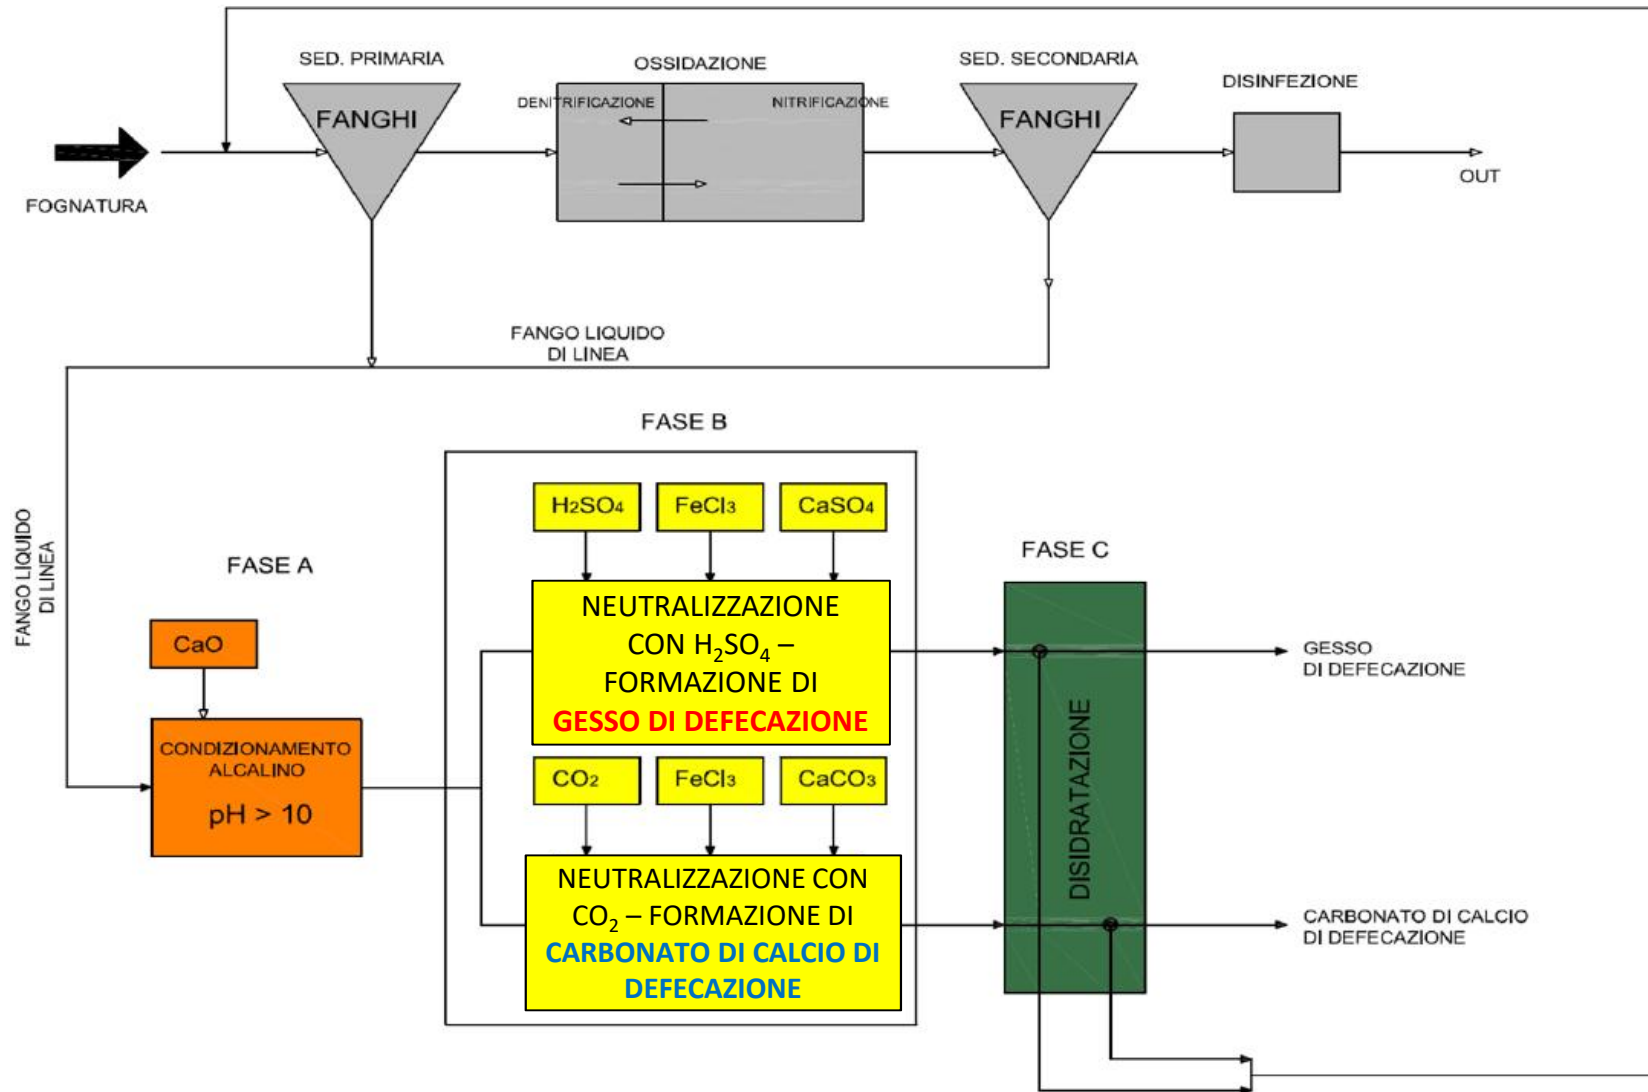 SED. PRIMARIA
OSSIDAZIONE
SED. SECONDARIA
DISINFEZIONE
DENITRIFICAZIONE
NITRIFICAZIONE
FANGHI
FANGHI
FOGNATURA
OUT
FANGO LIQUIDO
DI LINEA
FASE B
FANGO LIQUIDO
DI LINEA
H2SO4
FeCl3
CaSO4
FASE C
FASE A
NEUTRALIZZAZIONE
CON H2SO4 –
FORMAZIONE DI
GESSO DI DEFECAZIONE
CaO
GESSO
DI DEFECAZIONE
CONDIZIONAMENTO
ALCALINO
pH > 10
CO2
FeCl3
CaCO3
DISIDRATAZIONE
NEUTRALIZZAZIONE CON
CO2 – FORMAZIONE DI
CARBONATO DI CALCIO DI
DEFECAZIONE
CARBONATO DI CALCIO
DI DEFECAZIONE